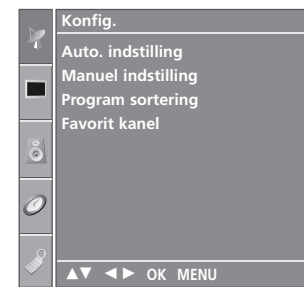 Konfig.
Auto. indstilling
Manuel indstilling
Program sortering
Favorit kanel
▲▼ ◄► OK MENU